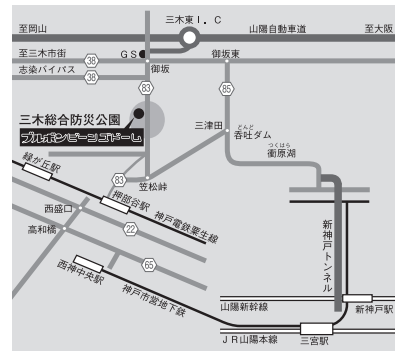 至岡山
三木東I.C
山陽自動車道
至大阪
至三木市街
38
GS
御坂
御坂東
志染バイパス
38
83
85
三木総合防災公園
ブルボンビーンズドーム
三津田
どんど
呑吐ダム
つくはら
衝原湖
緑が丘駅
83
笠松峠
押部谷駅
神戸電鉄粟生線
西盛口
22
高和橋
65
西神中央駅
神戸市営地下鉄
新神戸トンネル
山陽新幹線
新神戸駅
JR山陽本線
三宮駅